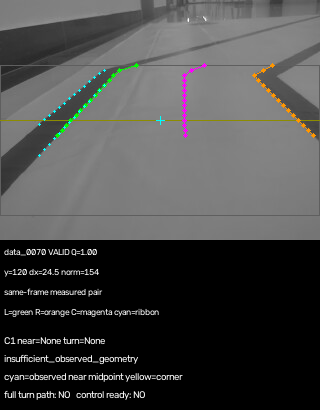 data_0070 VALID Q=1.00
y=120 dx=24.5 norm=154
same-frame measured pair
L=green R=orange C=magenta cyan=ribbon
C1 near=None turn=None
insufficient_observed_geometry
cyan=observed near midpoint yellow=corner
full turn path: NO control ready: NO